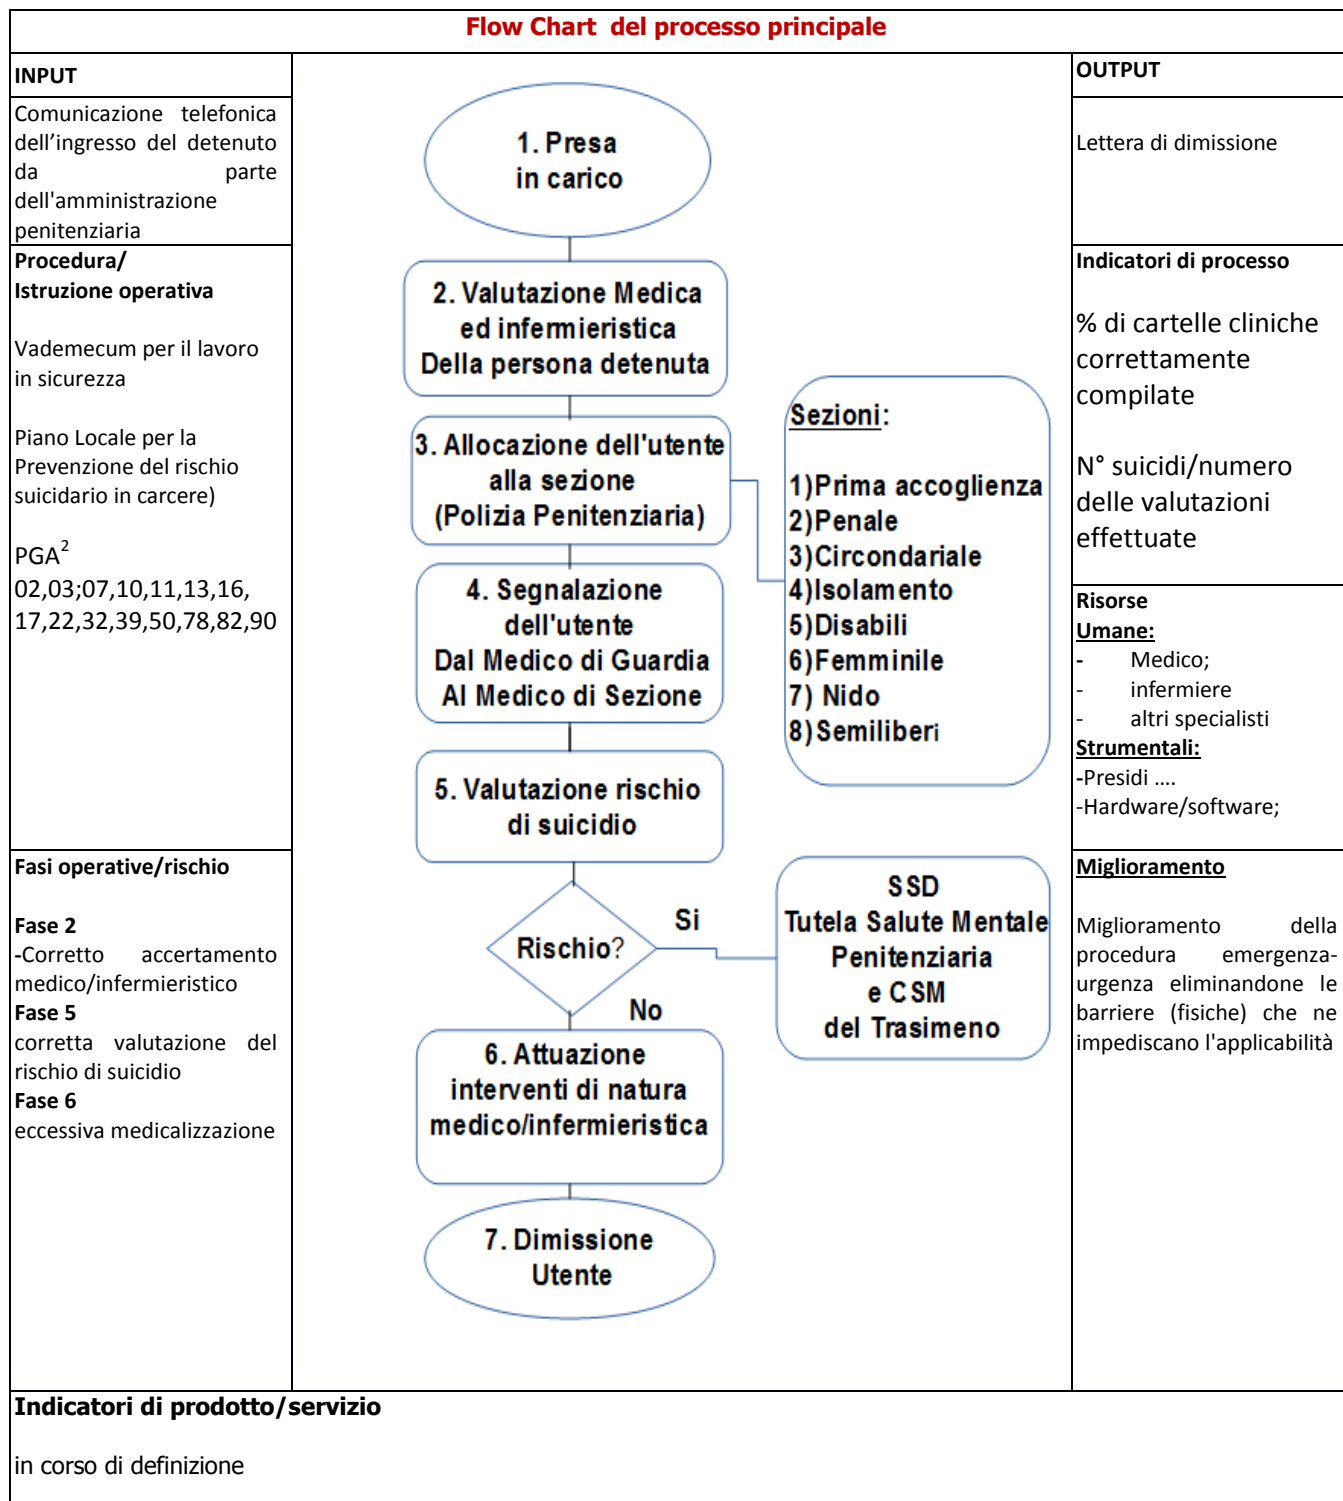 Flow Chart  del processo principale
INPUT
Comunicazione telefonica
dell’ingresso del detenuto
da parte
dell'amministrazione
penitenziaria
Procedura/
Istruzione operativa
Vademecum per il lavoro
in sicurezza
Piano Locale per la
Prevenzione del rischio
suicidario in carcere)
PGA2
02,03;07,10,11,13,16,
17,22,32,39,50,78,82,90
Fasi operative/rischio
Fase 2
-Corretto accertamento
medico/infermieristico
Fase 5
corretta valutazione del
rischio di suicidio
Fase 6
eccessiva medicalizzazione
1. Presa
in carico
2. Valutazione Medica
ed infermieristica
Della persona detenuta
3. Allocazione dell'utente
alla sezione
(Polizia Penitenziaria)
Sezioni:
1)Prima accoglienza
2)Penale
3)Circondariale
4)Isolamento
5)Disabili
6)Femminile
7) Nido
8)Semiliberi
4. Segnalazione
dell'utente
Dal Medico di Guardia
Al Medico di Sezione
5. Valutazione rischio
di suicidio
Rischio?
Si
SSD
Tutela Salute Mentale
Penitenziaria
e CSM
del Trasimeno
No
6. Attuazione
interventi di natura
medico/infermieristica
7. Dimissione
Utente
OUTPUT
Lettera di dimissione
Indicatori di processo
% di cartelle cliniche
correttamente
compilate
N° suicidi/numero
delle valutazioni
effettuate
Risorse
Umane:
- Medico;
- infermiere
- altri specialisti
Strumentali:
-Presidi ....
-Hardware/software;
Miglioramento
Miglioramento della
procedura emergenza-
urgenza eliminandone le
barriere (fisiche) che ne
impediscano l'applicabilità
Indicatori di prodotto/servizio
in corso di definizione